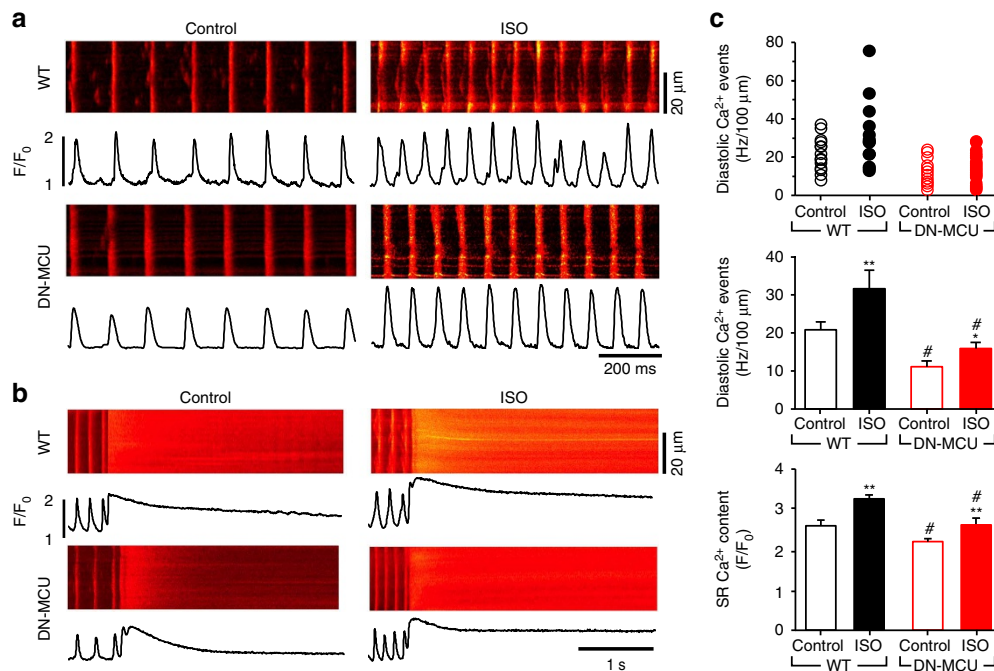 a
Control
ISO
WT
20 μm
F/F0
2
1
DN-MCU
200 ms
b
Control
ISO
WT
20 μm
F/F0
2
1
DN-MCU
1 s
c
Diastolic Ca2+ events
(Hz/100 μm)
80
60
40
20
0
Control ISO Control ISO
WT DN-MCU
Diastolic Ca2+ events
(Hz/100 μm)
40
30
20
10
0
**
#
#
*
Control ISO Control ISO
WT DN-MCU
SR Ca2+ content
(F/F0)
4
3
2
1
0
**
#
#
**
Control ISO Control ISO
WT DN-MCU